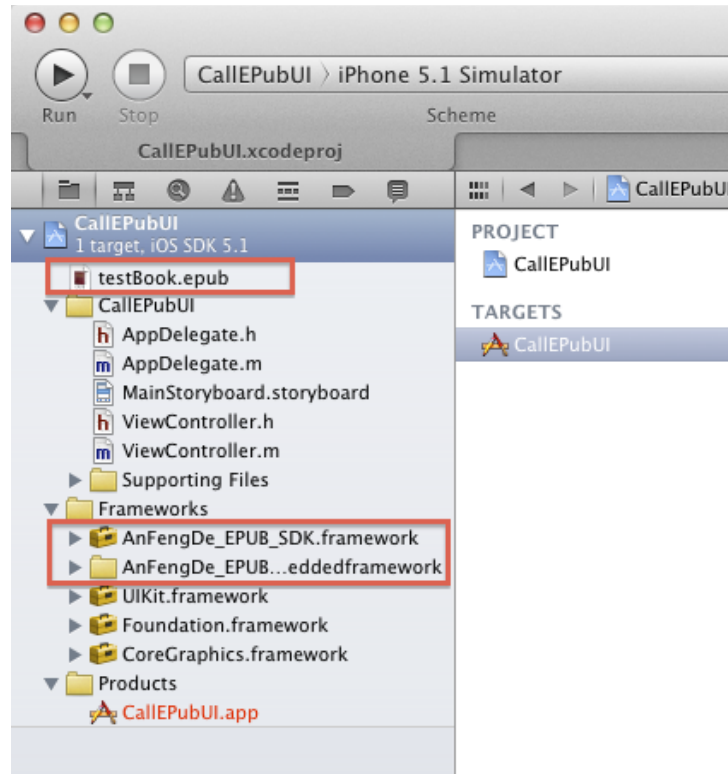 CallEPubUI 〉 iPhone 5.1 Simulator
Run Stop Scheme
CallEPubUI.xcodeproj
CallEPubUI
CallEPubUI
1 target, iOS SDK 5.1
testBook.epub
CallEPubUI
AppDelegate.h
AppDelegate.m
MainStoryboard.storyboard
ViewController.h
ViewController.m
Supporting Files
Frameworks
AnFengDe_EPUB_SDK.framework
AnFengDe_EPUB...eddedframework
UIKit.framework
Foundation.framework
CoreGraphics.framework
Products
CallEPubUI.app
PROJECT
CallEPubUI
TARGETS
CallEPubUI